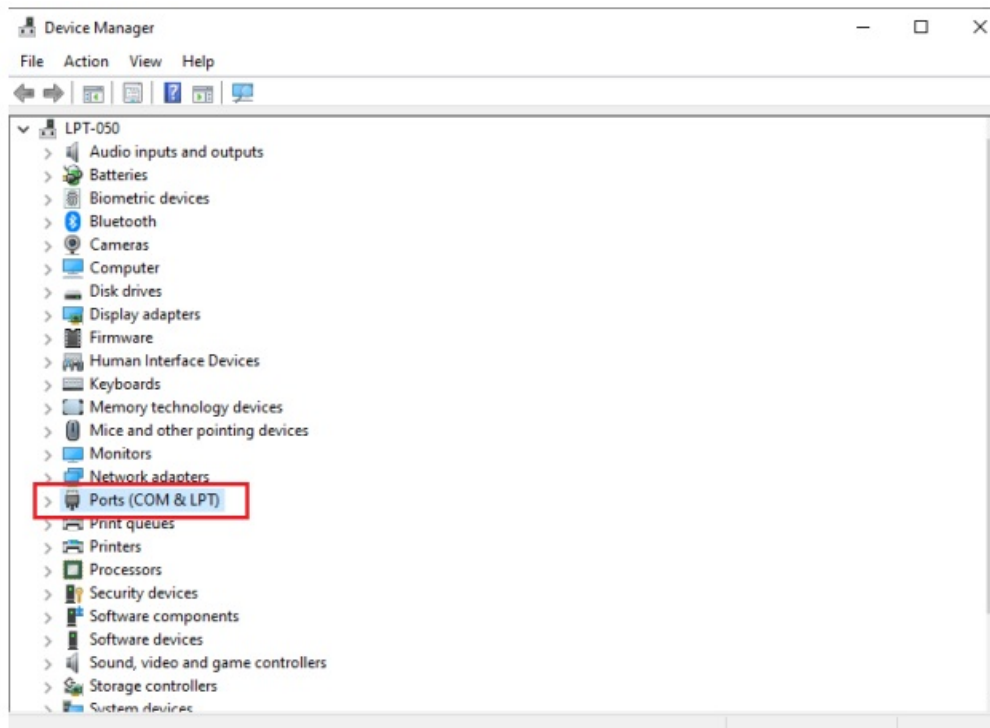 Device Manager
File Action View Help
LPT-050
Audio inputs and outputs
Batteries
Biometric devices
Bluetooth
Cameras
Computer
Disk drives
Display adapters
Firmware
Human Interface Devices
Keyboards
Memory technology devices
Mice and other pointing devices
Monitors
Network adapters
Ports (COM & LPT)
Print queues
Printers
Processors
Security devices
Software components
Software devices
Sound, video and game controllers
Storage controllers
System devices